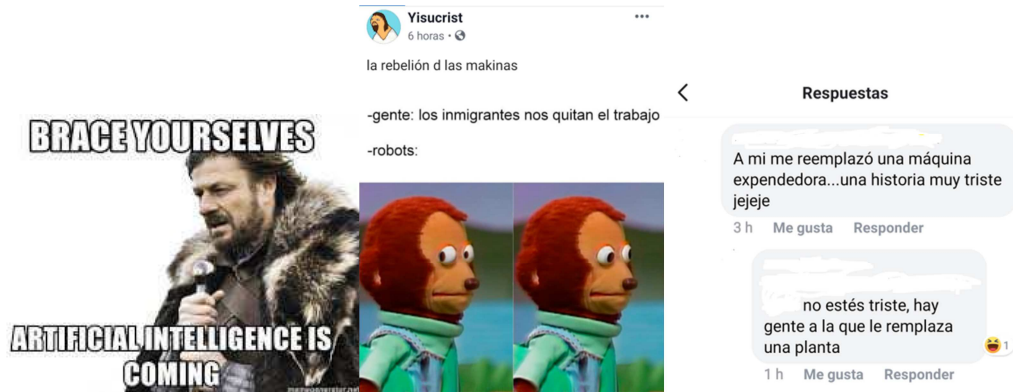 BRACE YOURSELVES
ARTIFICIAL INTELLIGENCE IS
COMING
memegenerator.net
Yisucrist
6 horas
la rebelión d las makinas
-gente: los inmigrantes nos quitan el trabajo
-robots:
Respuestas
A mi me reemplazó una máquina
expendedora...una historia muy triste
jejeje
3 h Me gusta Responder
no estés triste, hay
gente a la que le remplaza
una planta
1
1 h Me gusta Responder